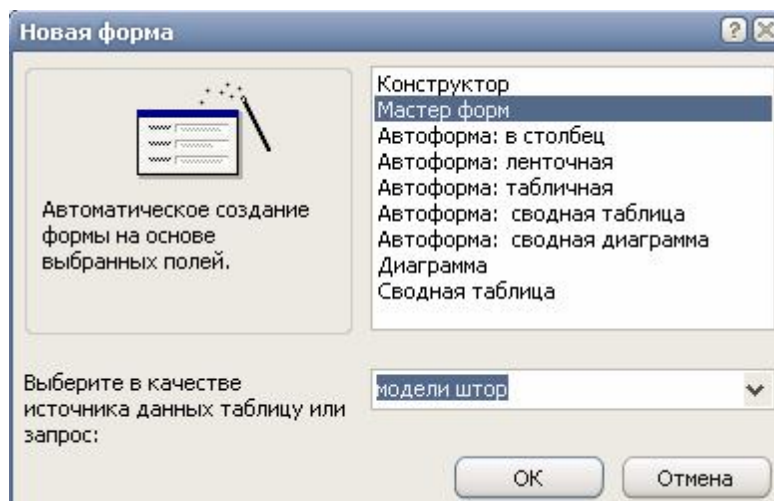 Новая форма
Конструктор
Мастер форм
Автоформа: в столбец
Автоформа: ленточная
Автоформа: табличная
Автоформа: сводная таблица
Автоформа: сводная диаграмма
Диаграмма
Сводная таблица
Автоматическое создание
формы на основе
выбранных полей.
Выберите в качестве
источника данных таблицу или
запрос:
модели штор
ОК
Отмена